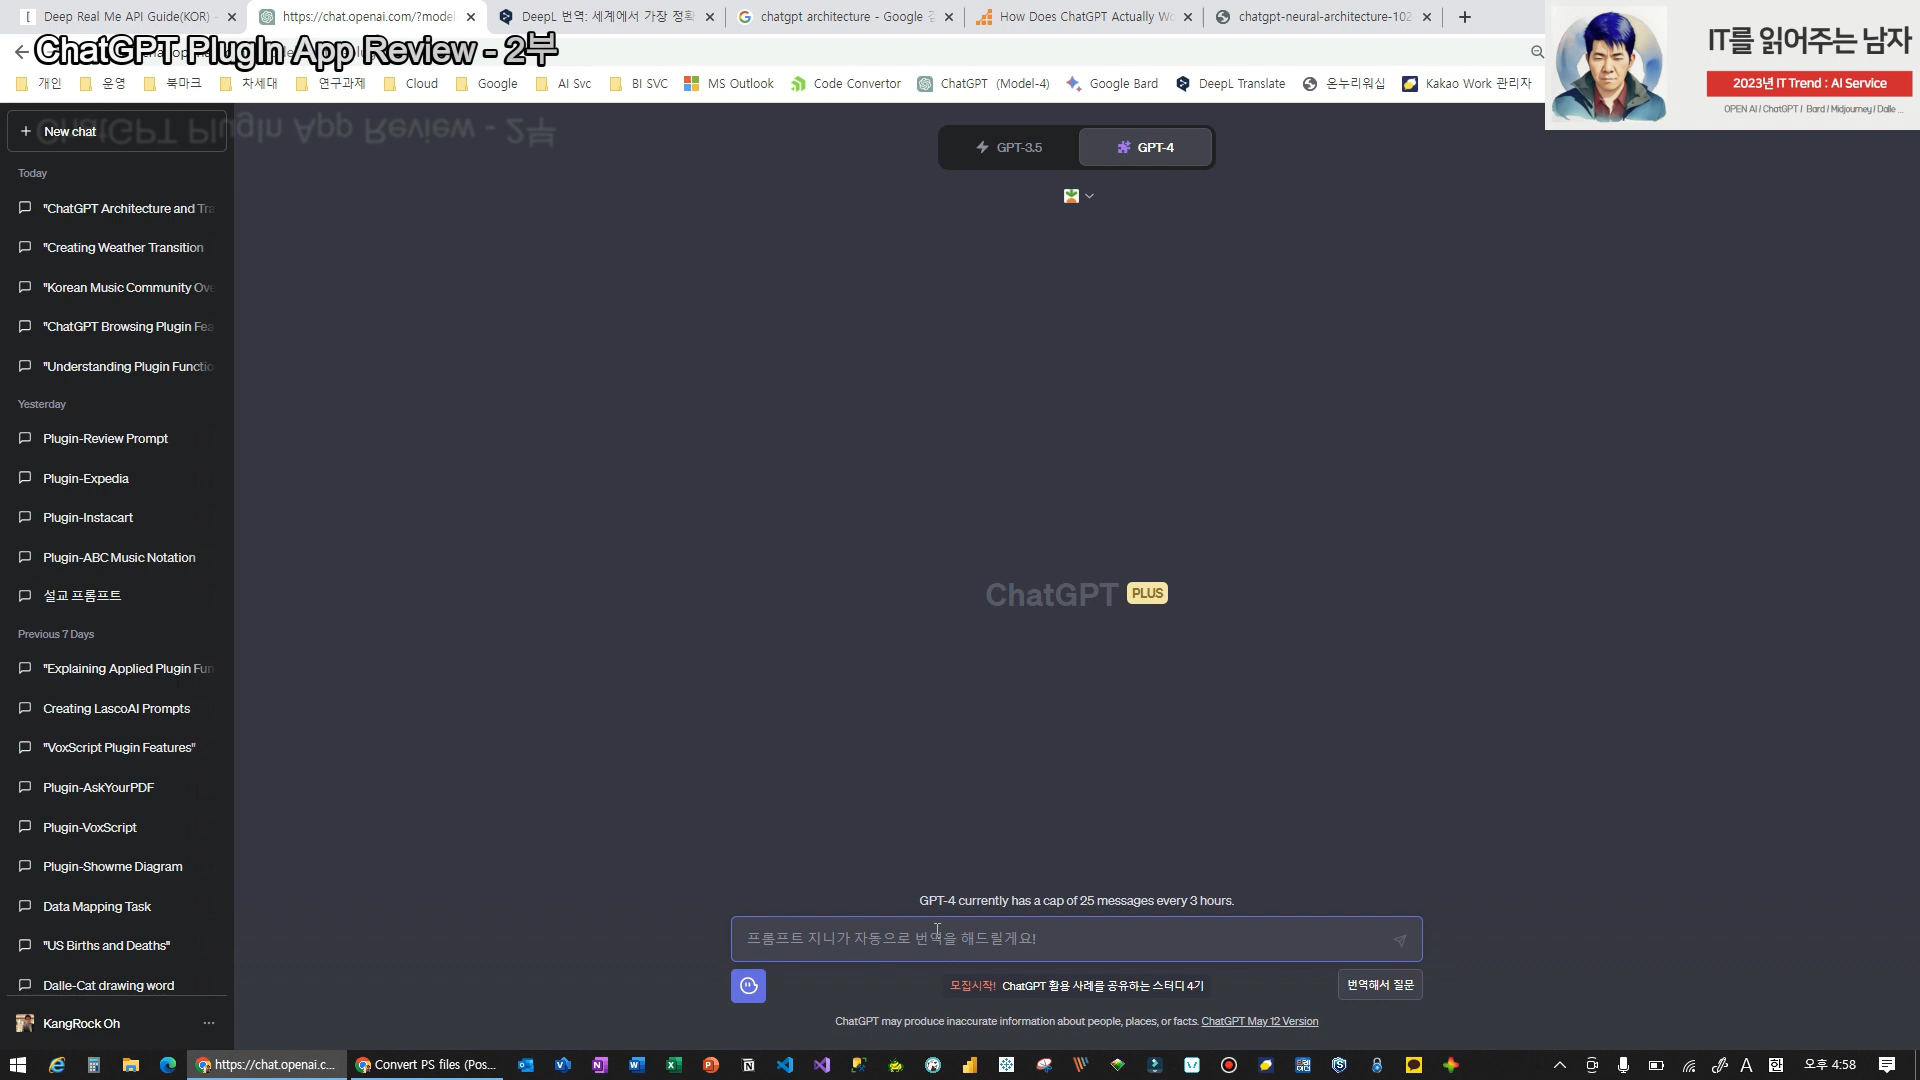 Deep Real Me API Guide(KOR) -
https://chat.openai.com/?model
DeepL 번역: 세계에서 가장 정확
chatgpt architecture - Google
How Does ChatGPT Actually Wo
chatgpt-neural-architecture-102
ChatGPT PlugIn App Review - 2부
IT를 읽어주는 남자
2023년 IT Trend : AI Service
OPEN AI / ChatGPT / Bard / Midjourney / Dalle ...
개인
운영
북마크
차세대
연구과제
Cloud
Google
AI Svc
BI SVC
MS Outlook
Code Convertor
ChatGPT (Model-4)
Google Bard
DeepL Translate
온누리워십
Kakao Work 관리자
New chat
GPT-3.5
GPT-4
Today
"ChatGPT Architecture and Tra
"Creating Weather Transition
"Korean Music Community Ove
"ChatGPT Browsing Plugin Fea
"Understanding Plugin Functio
Yesterday
Plugin-Review Prompt
Plugin-Expedia
Plugin-Instacart
Plugin-ABC Music Notation
설교 프롬프트
Previous 7 Days
"Explaining Applied Plugin Fun
Creating LascoAI Prompts
"VoxScript Plugin Features"
Plugin-AskYourPDF
Plugin-VoxScript
Plugin-Showme Diagram
Data Mapping Task
"US Births and Deaths"
Dalle-Cat drawing word
KangRock Oh
ChatGPT PLUS
GPT-4 currently has a cap of 25 messages every 3 hours.
프롬프트 지니가 자동으로 번역을 해드릴게요!
모집시작! ChatGPT 활용 사례를 공유하는 스터디 4기
번역해서 질문
ChatGPT may produce inaccurate information about people, places, or facts. ChatGPT May 12 Version
https://chat.openai.c...
Convert PS files (Pos...
A
한
오후 4:58